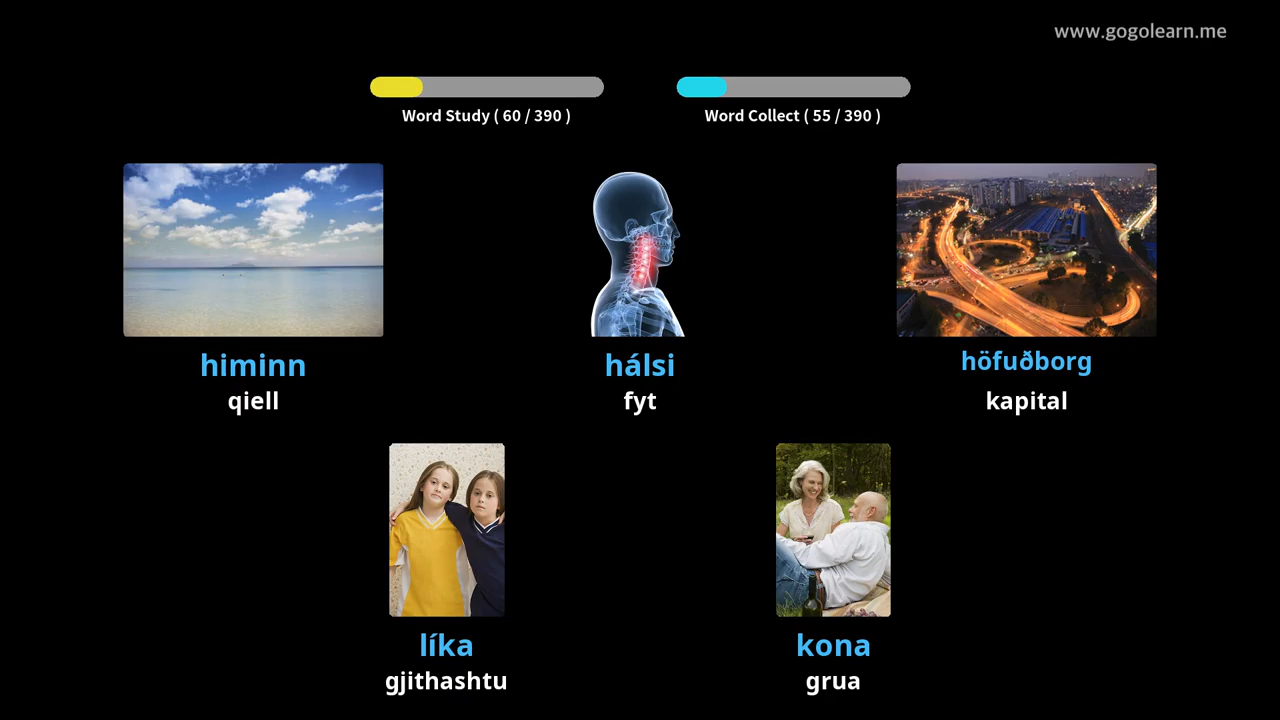 www.gogolearn.me
Word Study ( 60 / 390 )
Word Collect ( 55 / 390 )
himinn
qiell
hálsi
fyt
höfuðborg
kapital
líka
gjithashtu
kona
grua